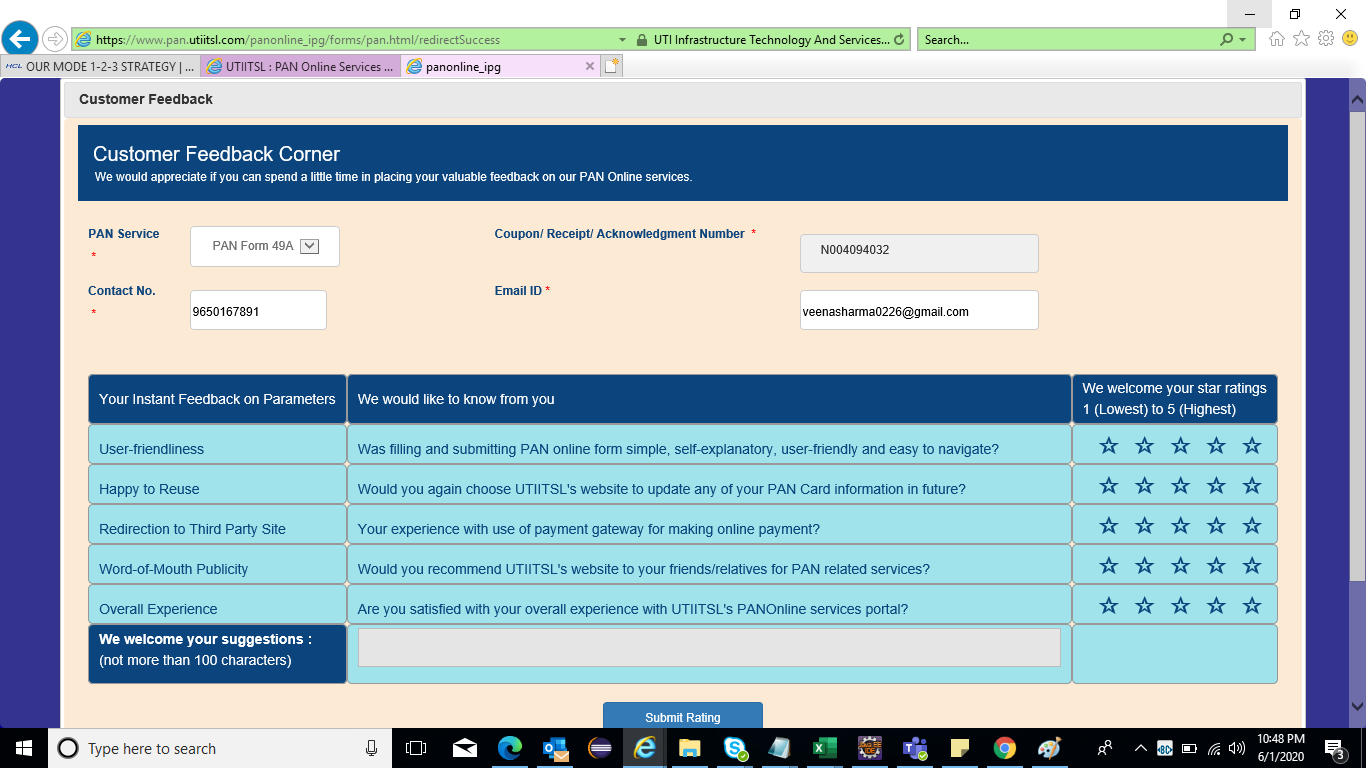 https://www.pan.utiitsl.com/panonline_ipg/forms/pan.html/redirectSuccess
UTI Infrastructure Technology And Services...
Search...
HCL OUR MODE 1-2-3 STRATEGY | ...
UTIITSL : PAN Online Services ...
panonline_ipg
Customer Feedback
Customer Feedback Corner
We would appreciate if you can spend a little time in placing your valuable feedback on our PAN Online services.
PAN Service *
PAN Form 49A
Coupon/ Receipt/ Acknowledgment Number *
N004094032
Contact No. *
9650167891
Email ID *
veenasharma0226@gmail.com
Your Instant Feedback on Parameters
We would like to know from you
We welcome your star ratings
1 (Lowest) to 5 (Highest)
User-friendliness
Was filling and submitting PAN online form simple, self-explanatory, user-friendly and easy to navigate?
Happy to Reuse
Would you again choose UTIITSL's website to update any of your PAN Card information in future?
Redirection to Third Party Site
Your experience with use of payment gateway for making online payment?
Word-of-Mouth Publicity
Would you recommend UTIITSL's website to your friends/relatives for PAN related services?
Overall Experience
Are you satisfied with your overall experience with UTIITSL's PANOnline services portal?
We welcome your suggestions :
(not more than 100 characters)
Submit Rating
Type here to search
10:48 PM
6/1/2020
3